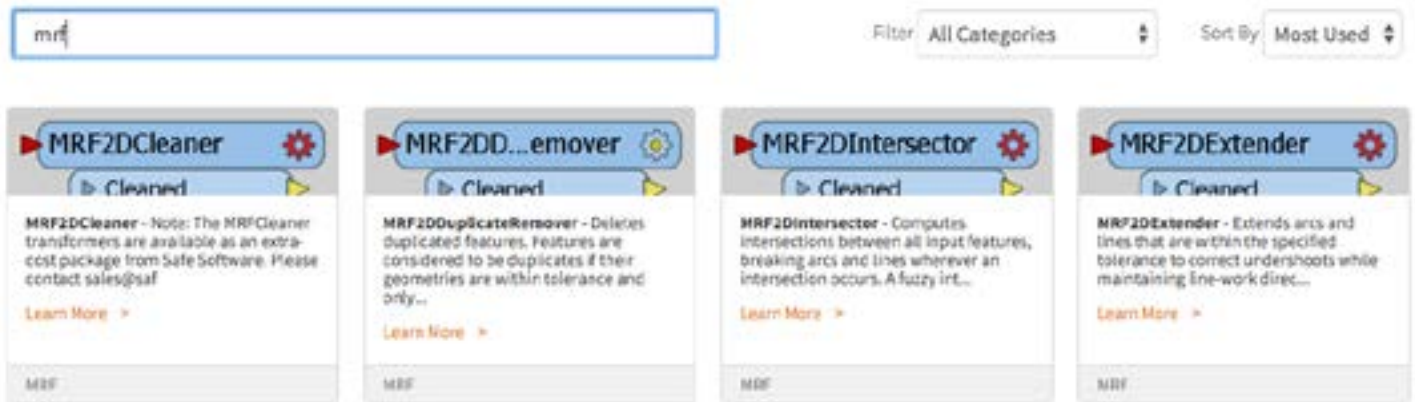 mrf
Filter All Categories Sort By Most Used
MRF2DCleaner
Cleaned
MRF2DCleaner - Note: The MRFCleaner
transformers are available as an extra-
cost package from Safe Software. Please
contact sales@saf
Learn More >
MRF
MRF2DD...emover
Cleaned
MRF2DDuplicateRemover - Deletes
duplicated features. Features are
considered to be duplicates if their
geometries are within tolerance and
only...
Learn More >
MRF
MRF2DIntersector
Cleaned
MRF2DIntersector - Computes
intersections between all input features,
breaking arcs and lines wherever an
intersection occurs. A fuzzy int...
Learn More >
MRF
MRF2DExtender
Cleaned
MRF2DExtender - Extends arcs and
lines that are within the specified
tolerance to correct undershoots while
maintaining line-work direc...
Learn More >
MRF